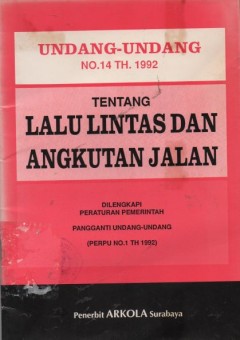 UNDANG-UNDANG
NO.14 TH. 1992
TENTANG
LALU LINTAS DAN
ANGKUTAN JALAN
DILENGKAPI
PERATURAN PEMERINTAH
PANGGANTI UNDANG-UNDANG
(PERPU NO.1 TH 1992)
Penerbit ARKOLA Surabaya